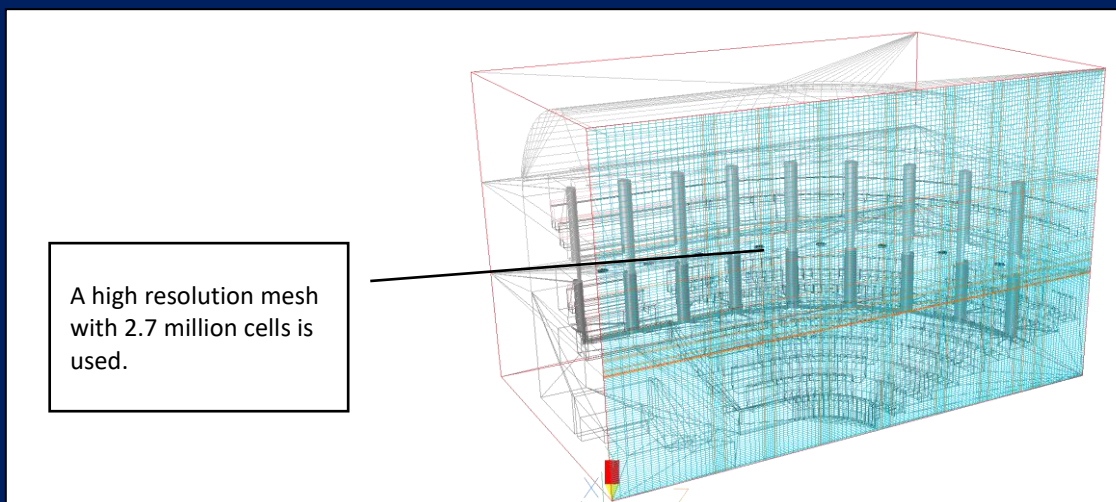 A high resolution mesh
with 2.7 million cells is
used.
X
Z